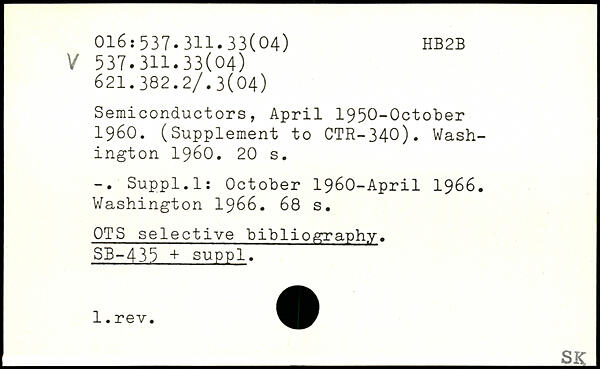 016:537.311.33(04) HB2B
V 537.311.33(04)
621.382.2/.3(04)
Semiconductors, April 1950-October
1960. (Supplement to CTR-340). Wash-
ington 1960. 20 s.
-. Suppl.1: October 1960-April 1966.
Washington 1966. 68 s.
OTS selective bibliography.
SB-435 + suppl.
1.rev.
SK